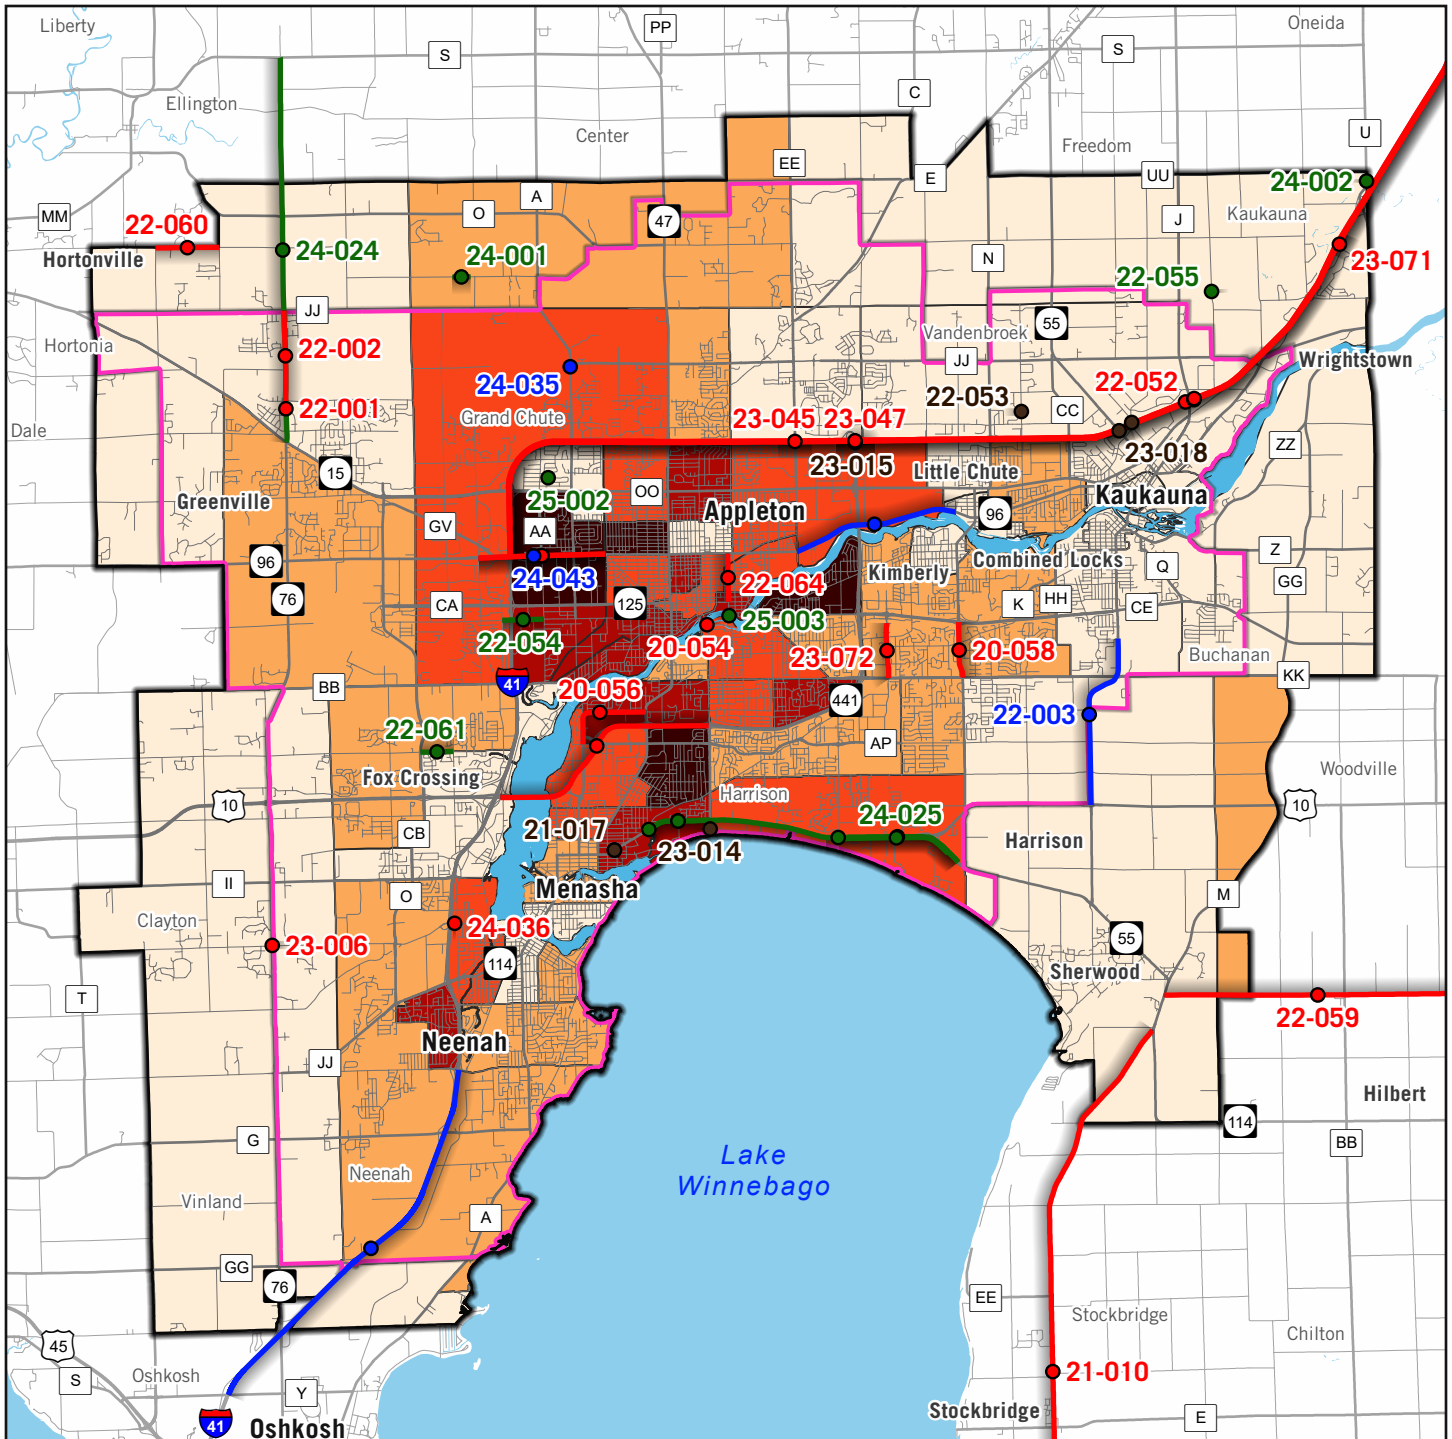 Liberty
PP
Oneida
S
S
Ellington
C
Center
U
Freedom
EE
E
UU
24-002
A
O
MM
22-060
47
J
Kaukauna
Hortonville
24-024
24-001
N
23-071
22-055
JJ
Vandenbroek
55
Hortonia
22-002
JJ
Wrightstown
24-035
22-052
22-001
Grand Chute
22-053
CC
23-045
23-047
Dale
23-018
ZZ
15
23-015
Little Chute
Greenville
25-002
OO
Appleton
Kaukauna
GV
AA
96
96
24-043
Kimberly
Combined Locks
Z
Q
22-064
GG
76
CA
125
K
HH
CE
25-003
22-054
20-054
23-072
20-058
Buchanan
41
BB
20-056
441
KK
22-003
22-061
AP
Fox Crossing
Woodville
10
Harrison
10
CB
21-017
24-025
Harrison
23-014
II
O
Menasha
M
Clayton
24-036
23-006
55
114
Sherwood
T
22-059
Neenah
JJ
Hilbert
114
G
BB
Lake
Winnebago
Neenah
Vinland
A
GG
76
EE
Stockbridge
45
Chilton
Oshkosh
S
21-010
Y
Stockbridge
E
41
Oshkosh